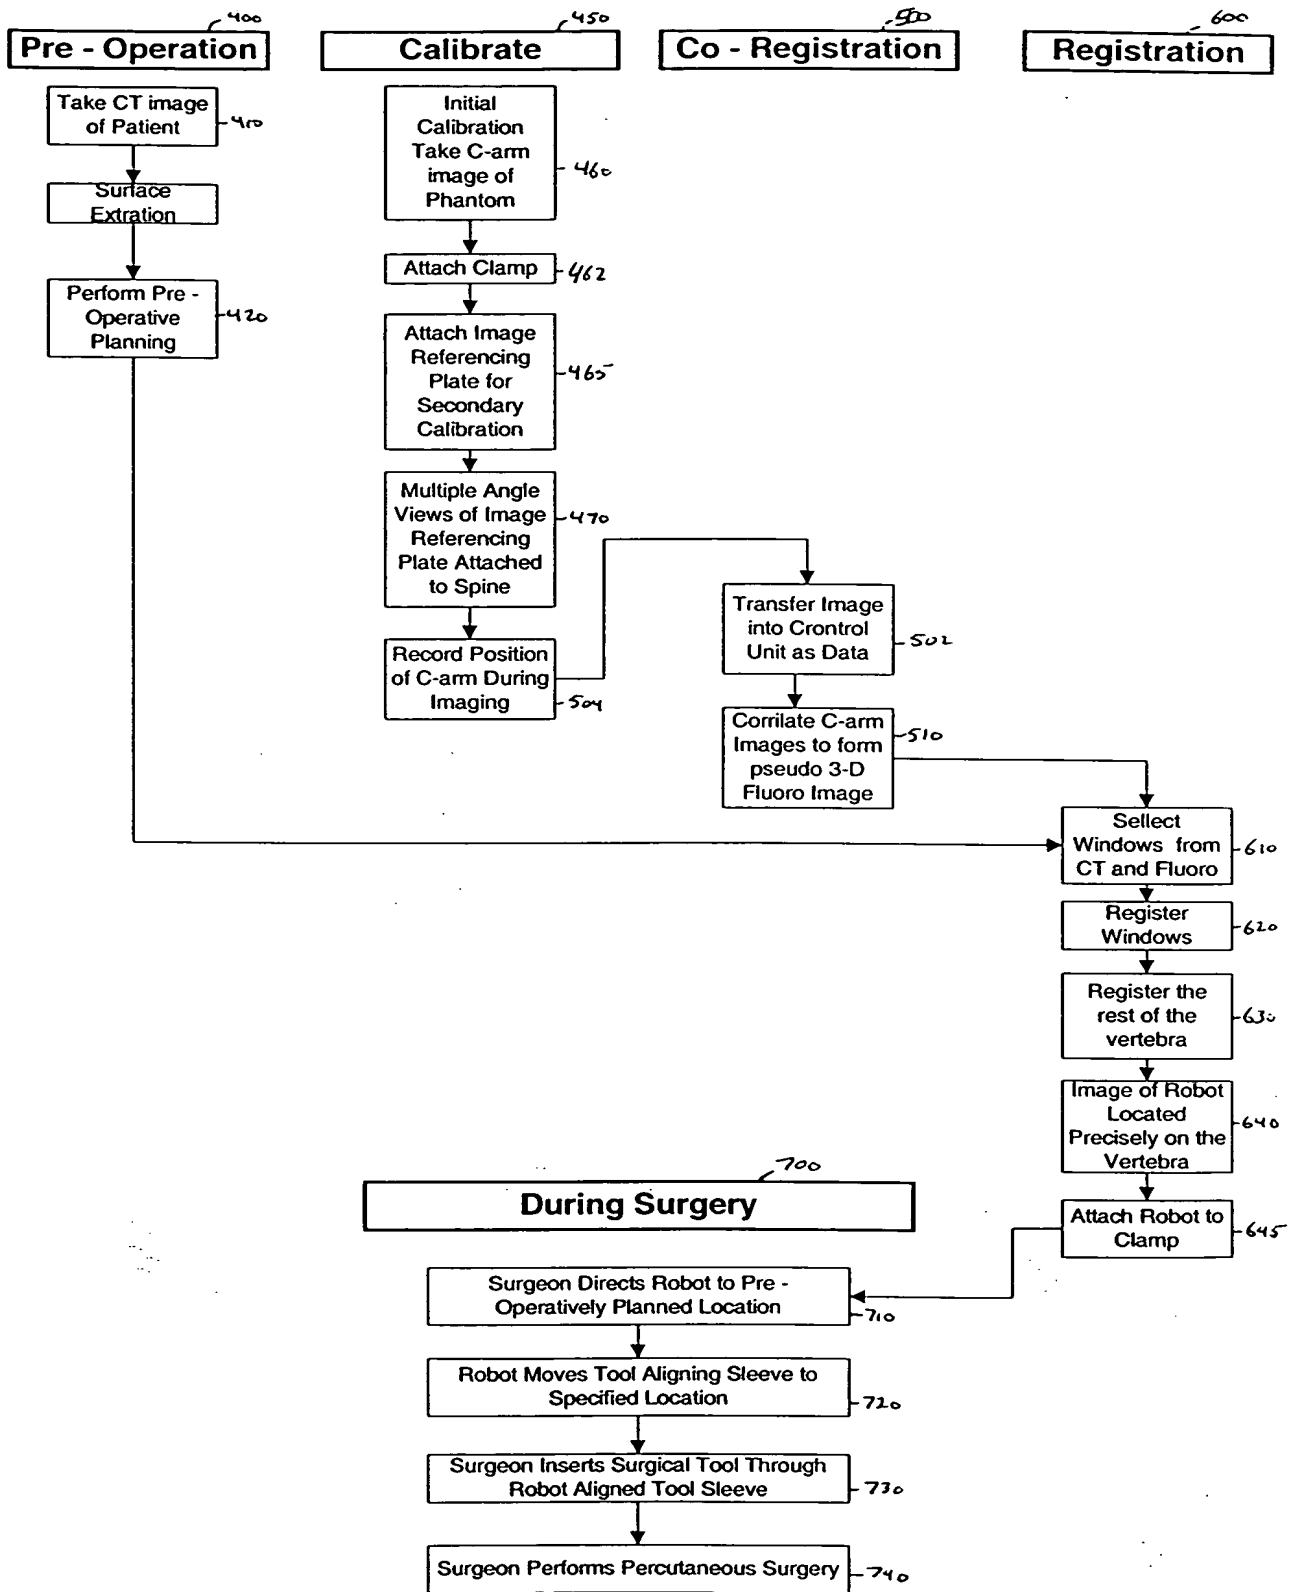 400
Pre - Operation
Take CT image
of Patient
410
Surface
Extration
Perform Pre -
Operative
Planning
420
450
Calibrate
Initial
Calibration
Take C-arm
image of
Phantom
460
Attach Clamp
462
Attach Image
Referencing
Plate for
Secondary
Calibration
465
Multiple Angle
Views of Image
Referencing
Plate Attached
to Spine
470
Record Position
of C-arm During
Imaging
504
500
Co - Registration
Transfer Image
into Crontrol
Unit as Data
502
Corrilate C-arm
Images to form
pseudo 3-D
Fluoro Image
510
600
Registration
Sellect
Windows from
CT and Fluoro
610
Register
Windows
620
Register the
rest of the
vertebra
630
Image of Robot
Located
Precisely on the
Vertebra
640
Attach Robot to
Clamp
645
700
During Surgery
Surgeon Directs Robot to Pre -
Operatively Planned Location
710
Robot Moves Tool Aligning Sleeve to
Specified Location
720
Surgeon Inserts Surgical Tool Through
Robot Aligned Tool Sleeve
730
Surgeon Performs Percutaneous Surgery
740